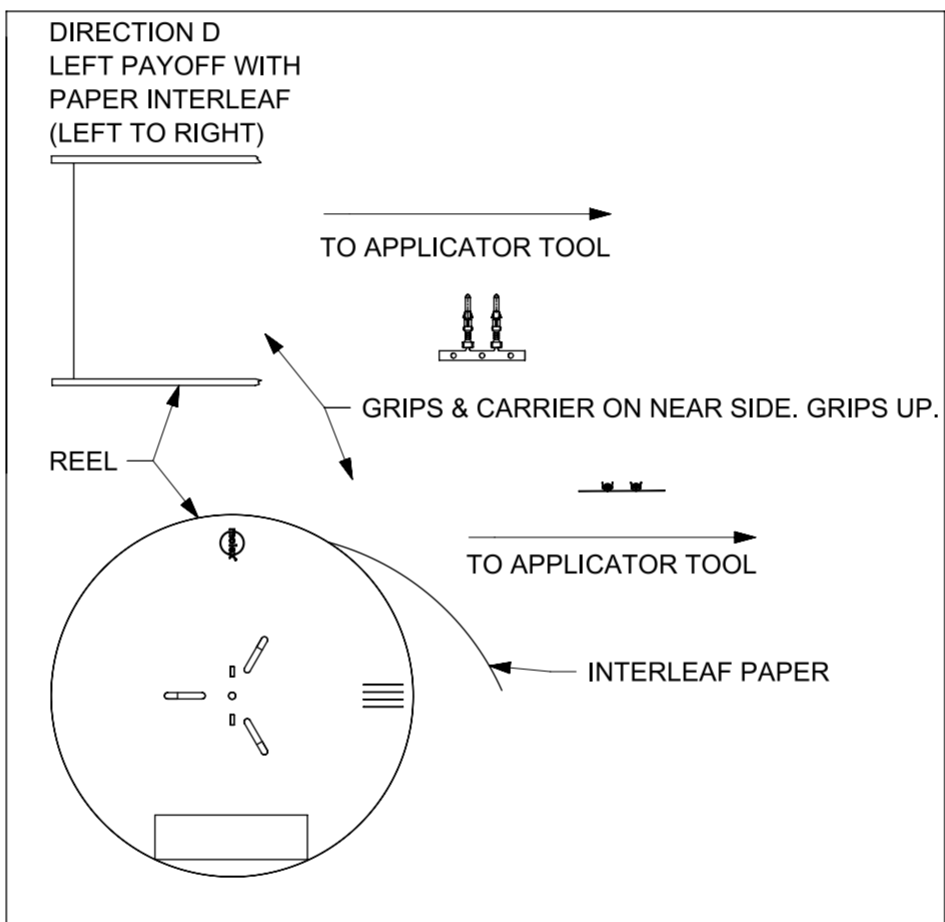 DIRECTION D
LEFT PAYOFF WITH
PAPER INTERLEAF
(LEFT TO RIGHT)
TO APPLICATOR TOOL
GRIPS & CARRIER ON NEAR SIDE. GRIPS UP.
REEL
TO APPLICATOR TOOL
INTERLEAF PAPER